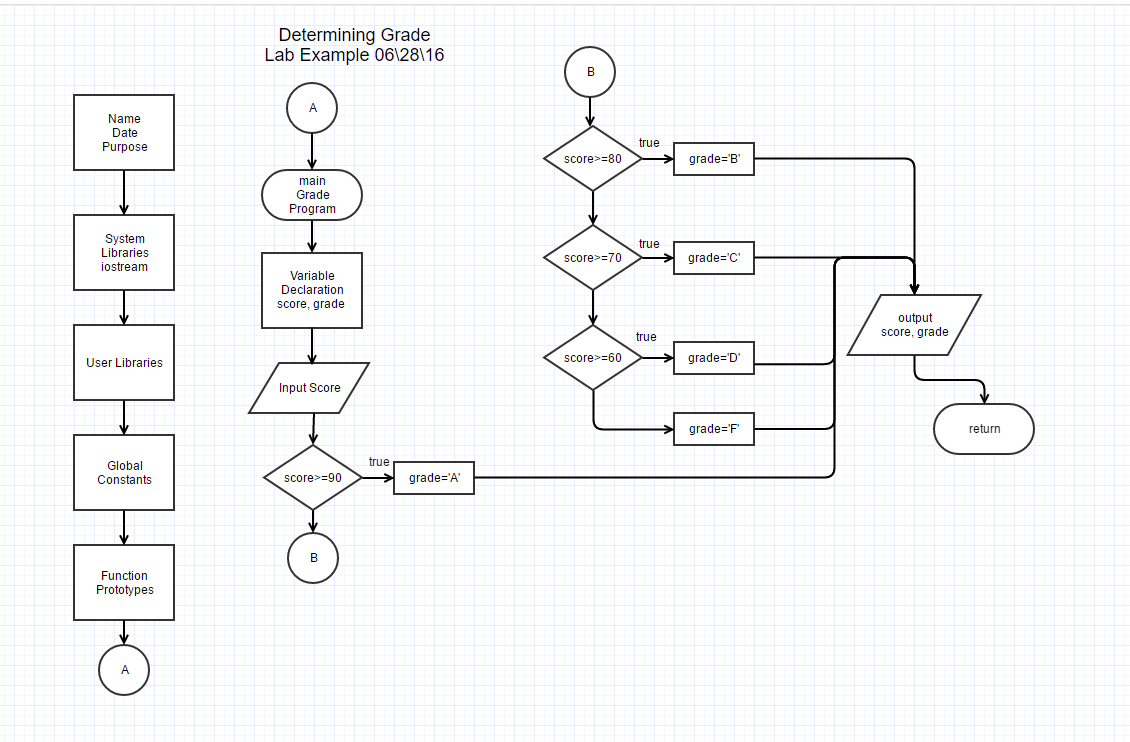 Determining Grade
Lab Example 06\28\16
Name
Date
Purpose
System
Libraries
iostream
User Libraries
Global
Constants
Function
Prototypes
A
A
main
Grade
Program
Variable
Declaration
score, grade
Input Score
score>=90
true
grade='A'
B
B
score>=80
true
grade='B'
score>=70
true
grade='C'
score>=60
true
grade='D'
grade='F'
output
score, grade
return